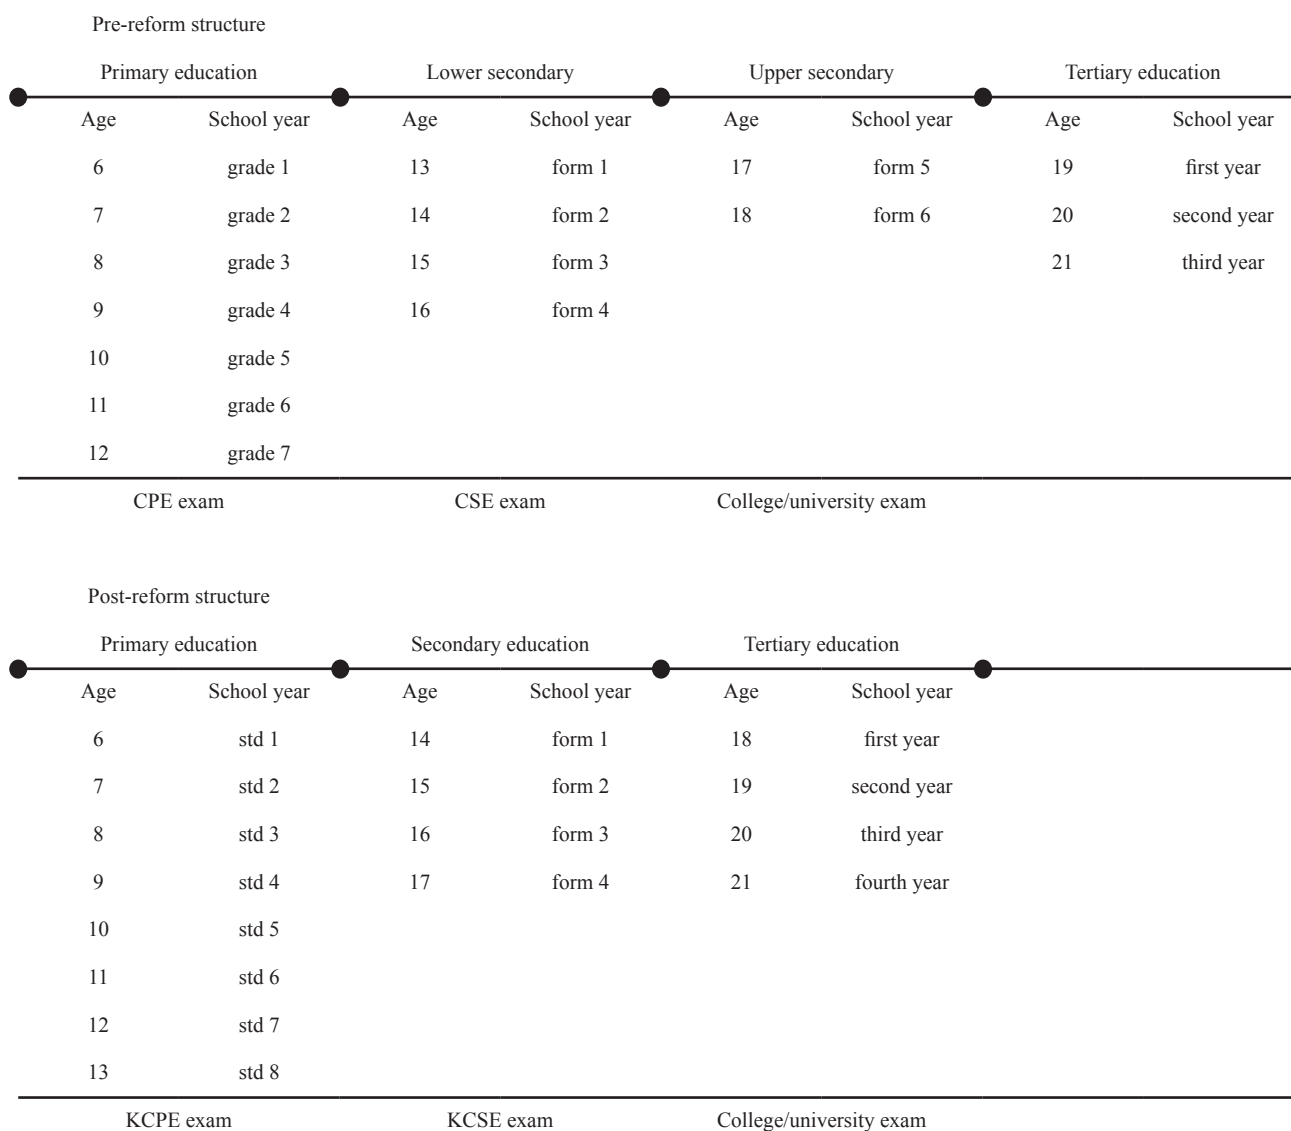 Pre-reform structure
Primary education Lower secondary Upper secondary Tertiary education
Age School year Age School year Age School year Age School year
6 grade 1 13 form 1 17 form 5 19 first year
7 grade 2 14 form 2 18 form 6 20 second year
8 grade 3 15 form 3 21 third year
9 grade 4 16 form 4
10 grade 5
11 grade 6
12 grade 7
CPE exam CSE exam College/university exam
Post-reform structure
Primary education Secondary education Tertiary education
Age School year Age School year Age School year
6 std 1 14 form 1 18 first year
7 std 2 15 form 2 19 second year
8 std 3 16 form 3 20 third year
9 std 4 17 form 4 21 fourth year
10 std 5
11 std 6
12 std 7
13 std 8
KCPE exam KCSE exam College/university exam